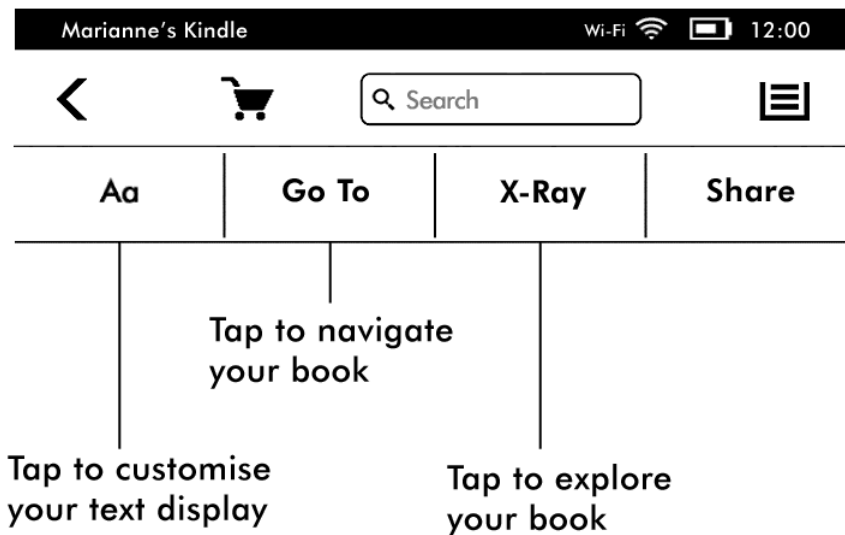 Marianne's Kindle Wi-Fi 12:00
Search
Aa Go To X-Ray Share
Tap to navigate
your book
Tap to customise
your text display
Tap to explore
your book